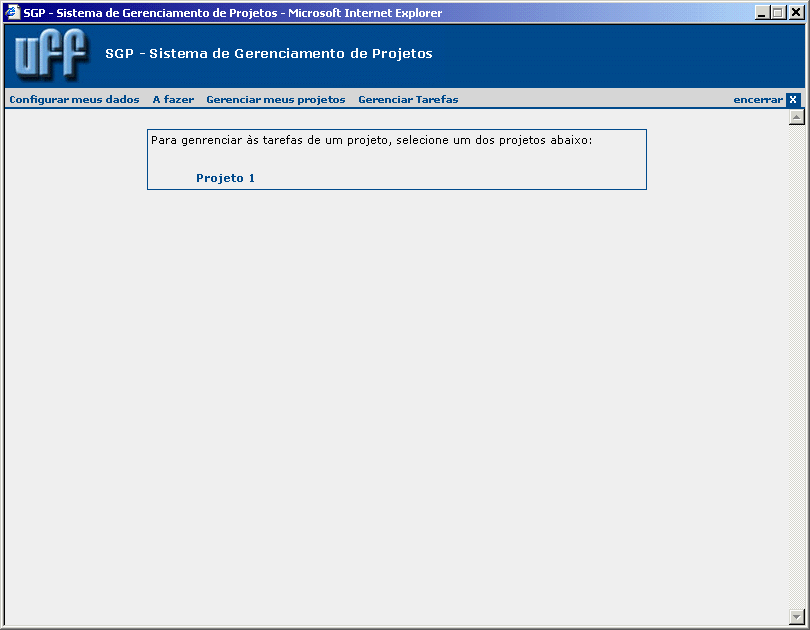 SGP - Sistema de Gerenciamento de Projetos - Microsoft Internet Explorer
uff SGP - Sistema de Gerenciamento de Projetos
Configurar meus dados A fazer Gerenciar meus projetos Gerenciar Tarefas encerrar X
Para genrenciar às tarefas de um projeto, selecione um dos projetos abaixo:
Projeto 1